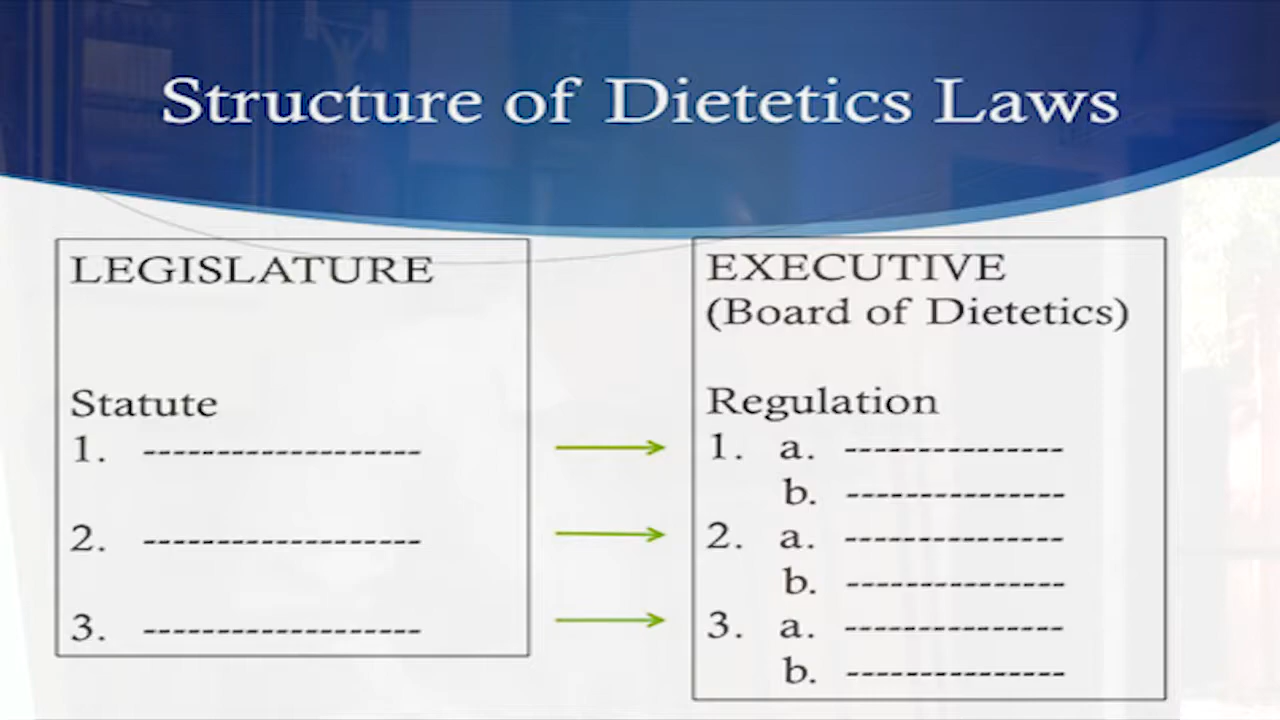 Structure of Dietetics Laws
LEGISLATURE
Statute
1. -------------------
2. -------------------
3. -------------------
EXECUTIVE
(Board of Dietetics)
Regulation
1. a. ---------------
b. ---------------
2. a. ---------------
b. ---------------
3. a. ---------------
b. ---------------